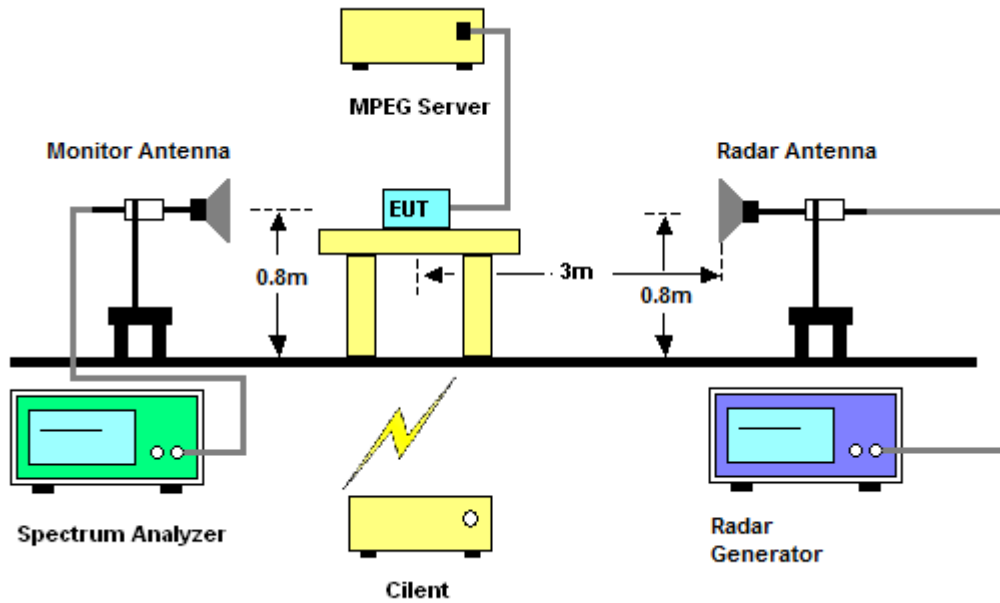 MPEG Server
Monitor Antenna
Radar Antenna
EUT
0.8m
3m
0.8m
Spectrum Analyzer
Cilent
Radar
Generator